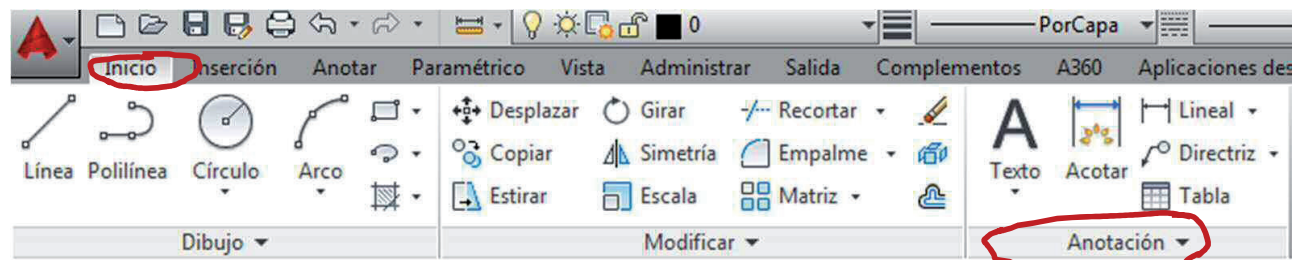 0 PorCapa
Inicio Inserción Anotar Paramétrico Vista Administrar Salida Complementos A360 Aplicaciones des
Desplazar Girar Recortar Lineal
Copiar Simetría Empalme Directriz
Línea Polilínea Círculo Arco Texto Acotar
Estirar Escala Matriz Tabla
Dibujo Modificar Anotación